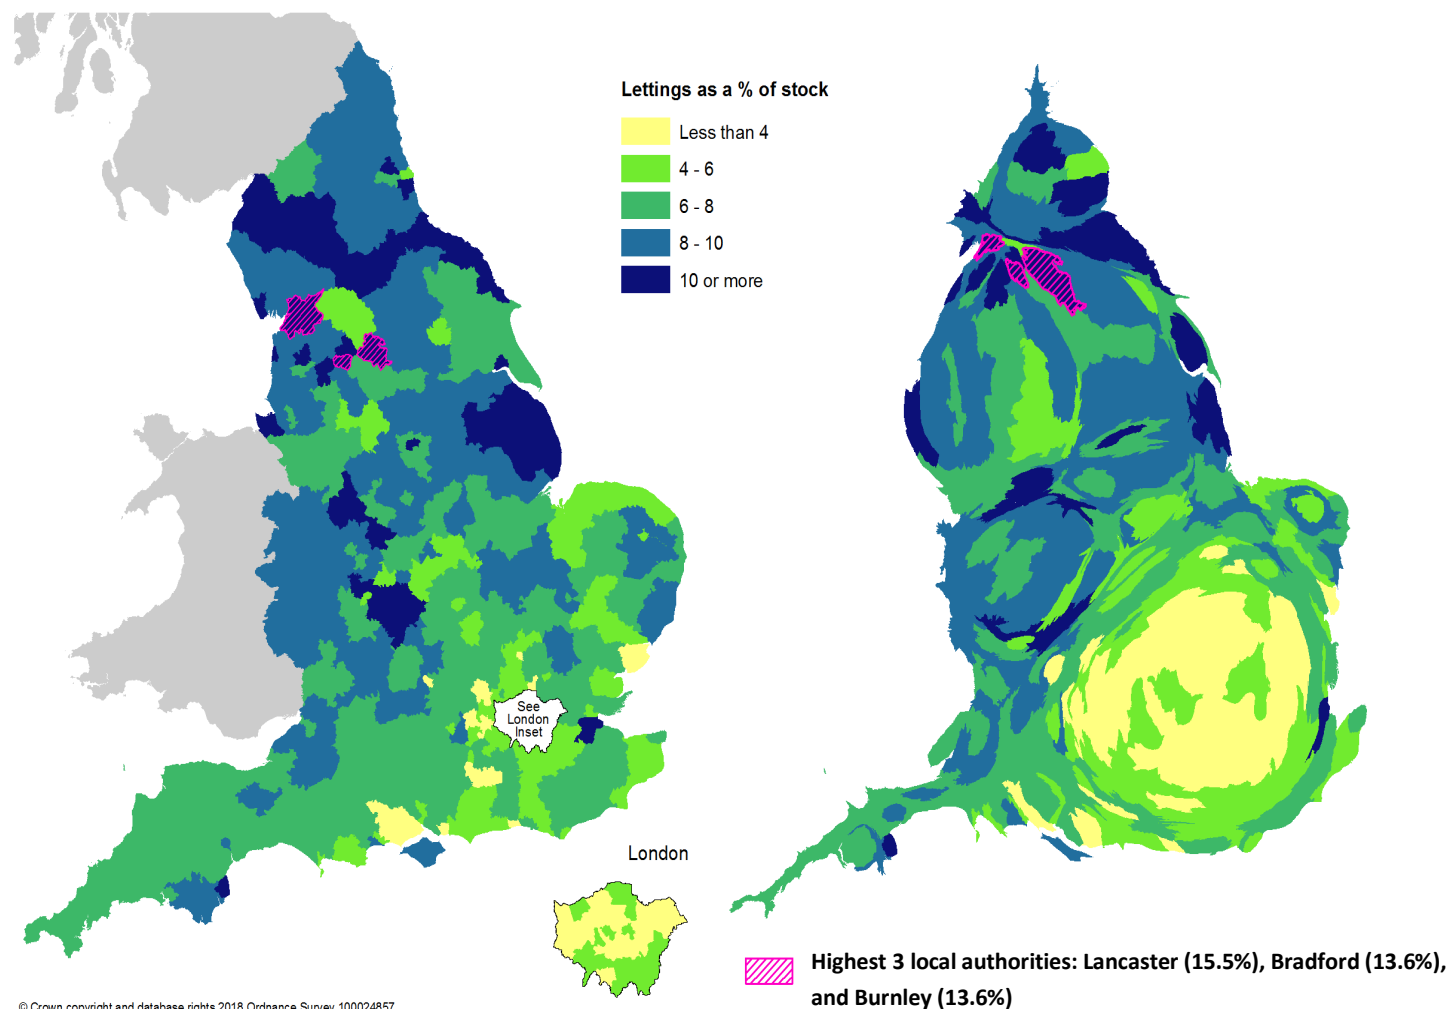 Lettings as a % of stock
Less than 4
4 - 6
6 - 8
8 - 10
10 or more
See
London
Inset
London
Highest 3 local authorities: Lancaster (15.5%), Bradford (13.6%),
and Burnley (13.6%)
© Crown copyright and database rights 2018 Ordnance Survey 100024857